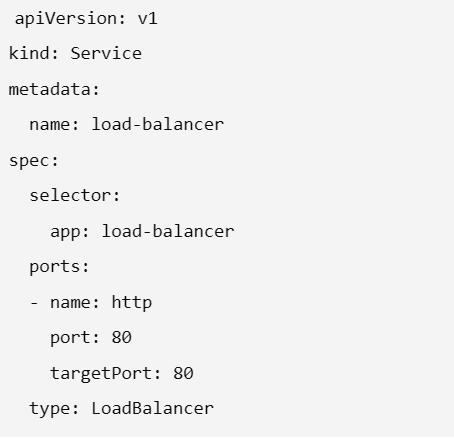 apiVersion: v1
kind: Service
metadata:
  name: load-balancer
spec:
  selector:
    app: load-balancer
  ports:
  - name: http
    port: 80
    targetPort: 80
  type: LoadBalancer